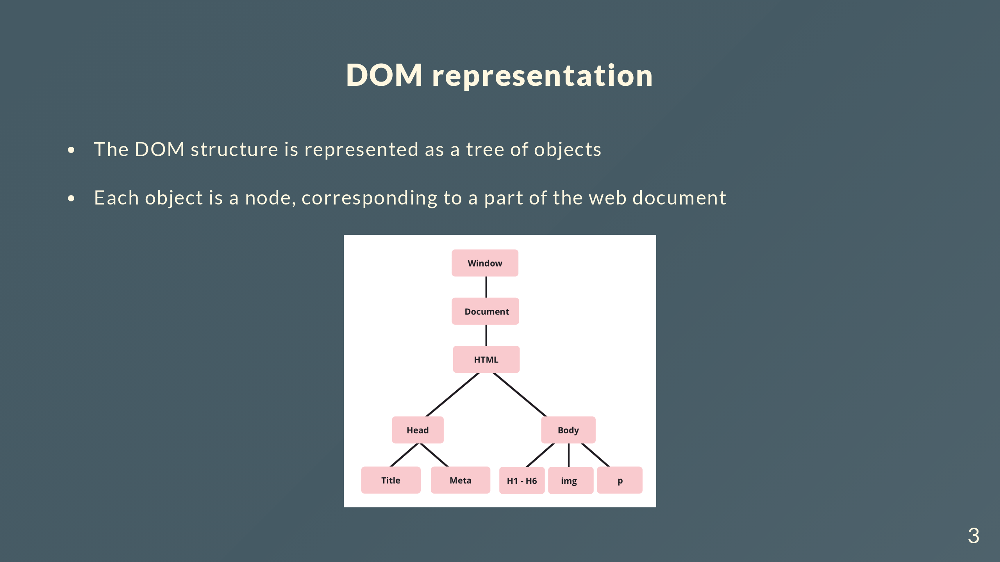 DOM representation
The DOM structure is represented as a tree of objects
Each object is a node, corresponding to a part of the web document
Window
Document
HTML
Head
Body
Title
Meta
H1 - H6
img
p
3